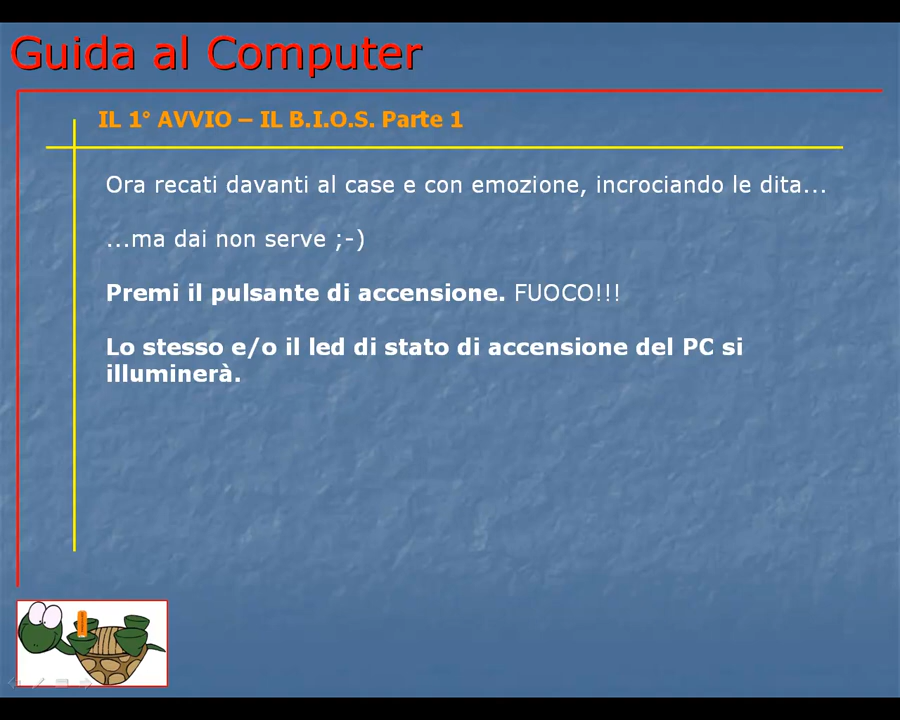 Guida al Computer
IL 1° AVVIO – IL B.I.O.S. Parte 1
Ora recati davanti al case e con emozione, incrociando le dita...
...ma dai non serve ;-)
Premi il pulsante di accensione. FUOCO!!!
Lo stesso e/o il led di stato di accensione del PC si
illuminerà.